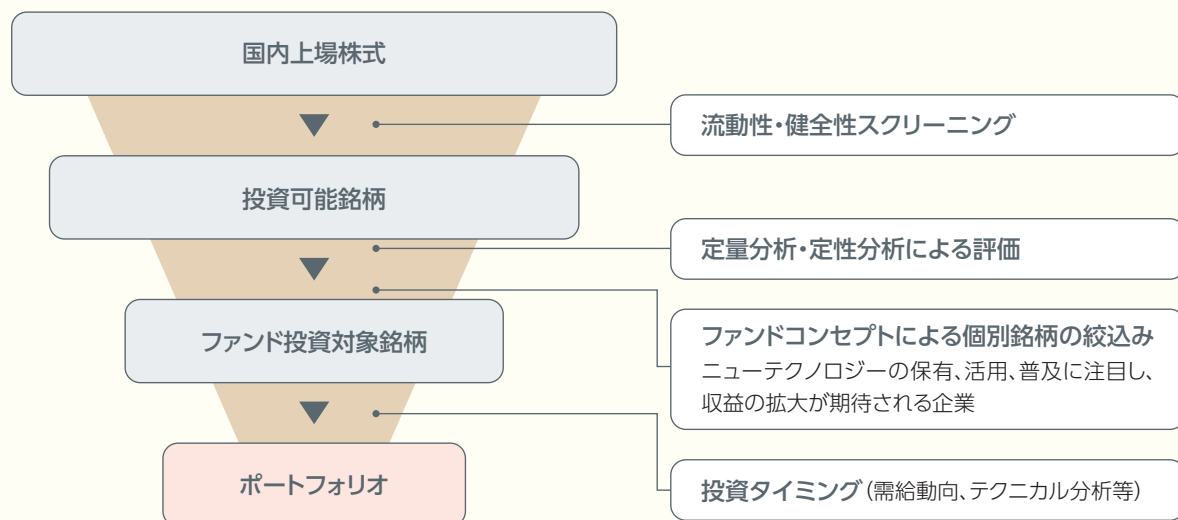 国内上場株式
流動性・健全性スクリーニング
投資可能銘柄
定量分析・定性分析による評価
ファンドコンセプトによる個別銘柄の絞込み
ニューテクノロジーの保有、活用、普及に注目し、
収益の拡大が期待される企業
ファンド投資対象銘柄
投資タイミング(需給動向、テクニカル分析等)
ポートフォリオ